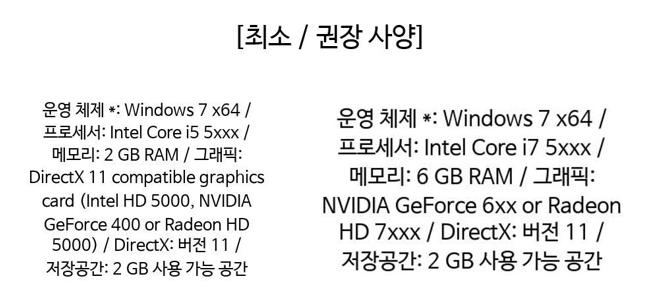 [최소 / 권장 사양]
운영 체제 *: Windows 7 x64 /
프로세서: Intel Core i5 5xxx /
메모리: 2 GB RAM / 그래픽:
DirectX 11 compatible graphics
card (Intel HD 5000, NVIDIA
GeForce 400 or Radeon HD
5000) / DirectX: 버전 11 /
저장공간: 2 GB 사용 가능 공간
운영 체제 *: Windows 7 x64 /
프로세서: Intel Core i7 5xxx /
메모리: 6 GB RAM / 그래픽:
NVIDIA GeForce 6xx or Radeon
HD 7xxx / DirectX: 버전 11 /
저장공간: 2 GB 사용 가능 공간